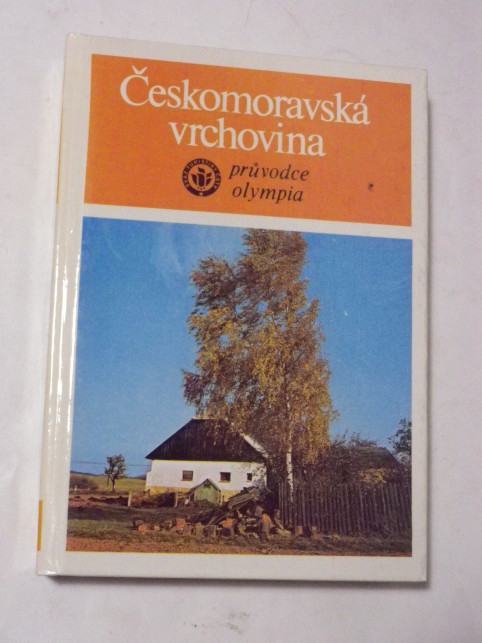 Českomoravská
vrchovina
průvodce
olympia